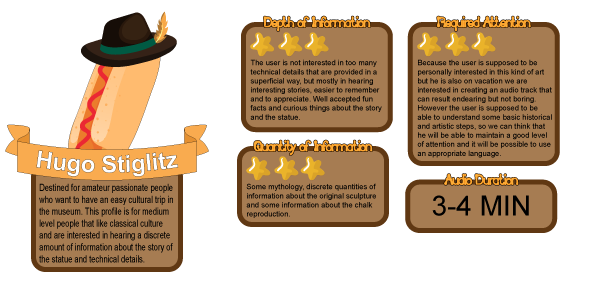 Hugo Stiglitz
Destined for amateur passionate people
who want to have an easy cultural trip in
the museum. This profile is for medium
level people that like classical culture
and are interested in hearing a discrete
amount of information about the story of
the statue and technical details.
Depth of Information
The user is not interested in too many
technical details that are provided in a
superficial way, but mostly in hearing
interesting stories, easier to remember
and to appreciate. Well accepted fun
facts and curious things about the story
and the statue.
Quantity of Information
Some mythology, discrete quantities of
information about the original sculpture
and some information about the chalk
reproduction.
Required Attention
Because the user is supposed to be
personally interested in this kind of art
but he is also on vacation we are
interested in creating an audio track that
can result endearing but not boring.
However the user is supposed to be
able to understand some basic historical
and artistic steps, so we can think that
he will be able to maintain a good level
of attention and it will be possible to use
an appropriate language.
Audio Duration
3-4 MIN